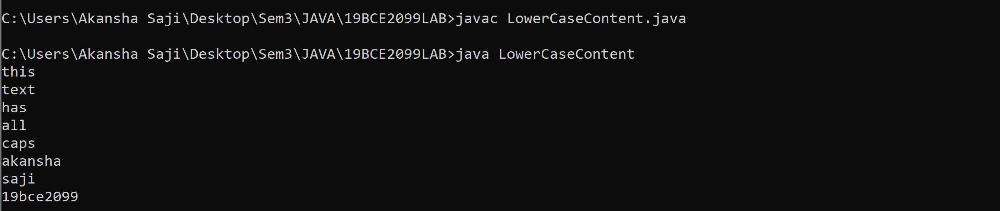 C:\Users\Akansha Saji\Desktop\Sem3\JAVA\19BCE2099LAB>javac LowerCaseContent.java
C:\Users\Akansha Saji\Desktop\Sem3\JAVA\19BCE2099LAB>java LowerCaseContent
this
text
has
all
caps
akansha
saji
19bce2099